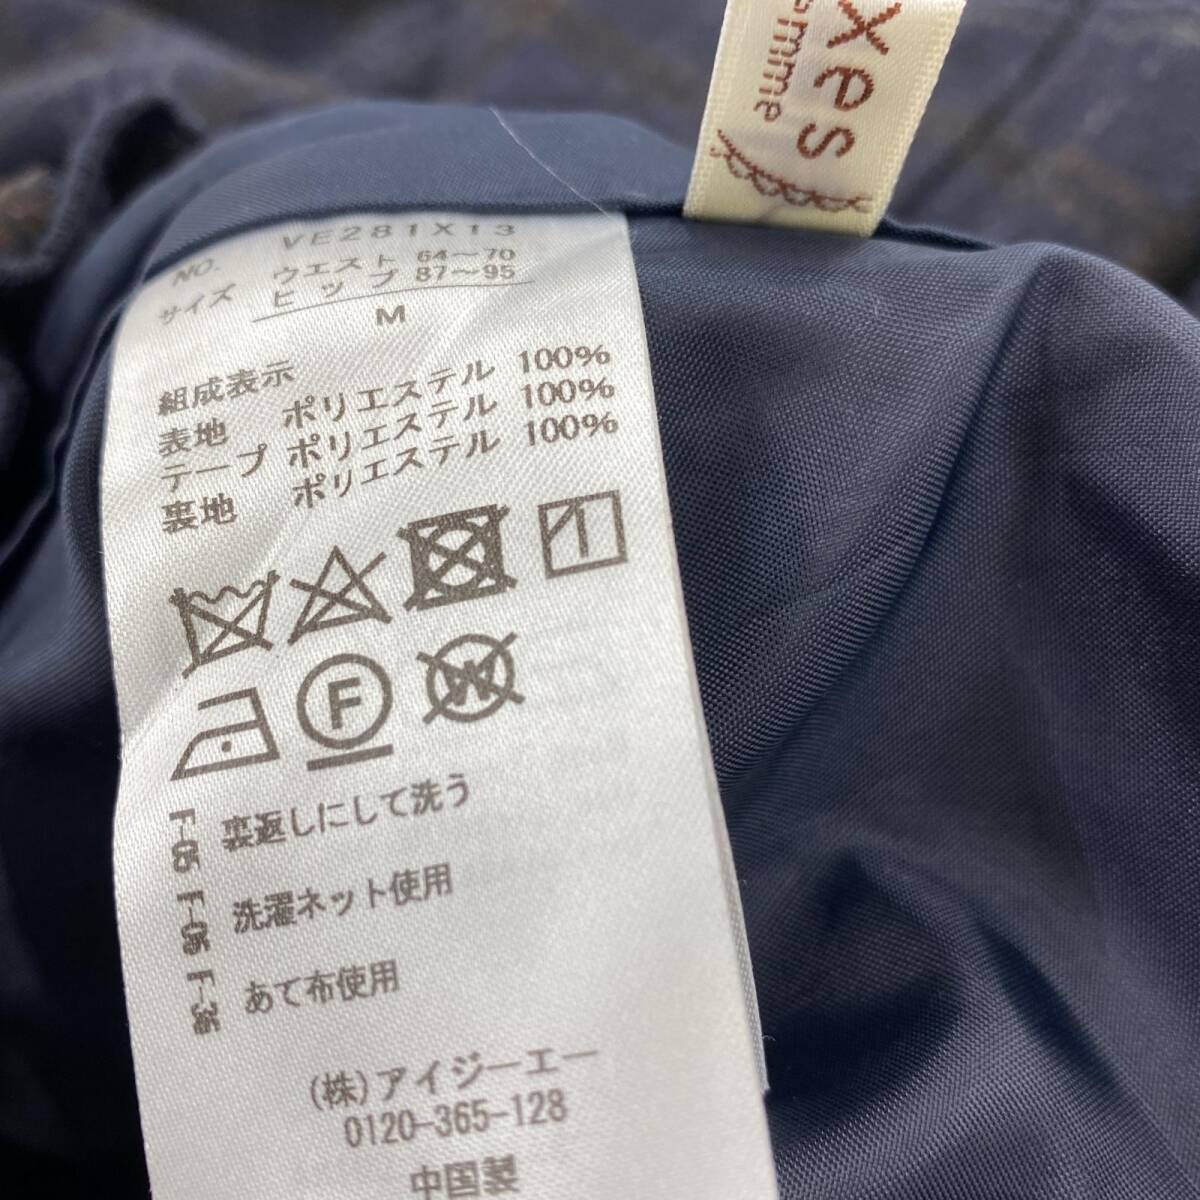 xes
femme
NO. VE281X13
サイズ ウエスト 64～70
ヒップ 87～95
M
組成表示
表地 ポリエステル 100%
テープ ポリエステル 100%
裏地 ポリエステル 100%
F W
F-05 裏返しにして洗う
F-06 洗濯ネット使用
F-36 あて布使用
(株)アイジーエー
0120-365-128
中国製